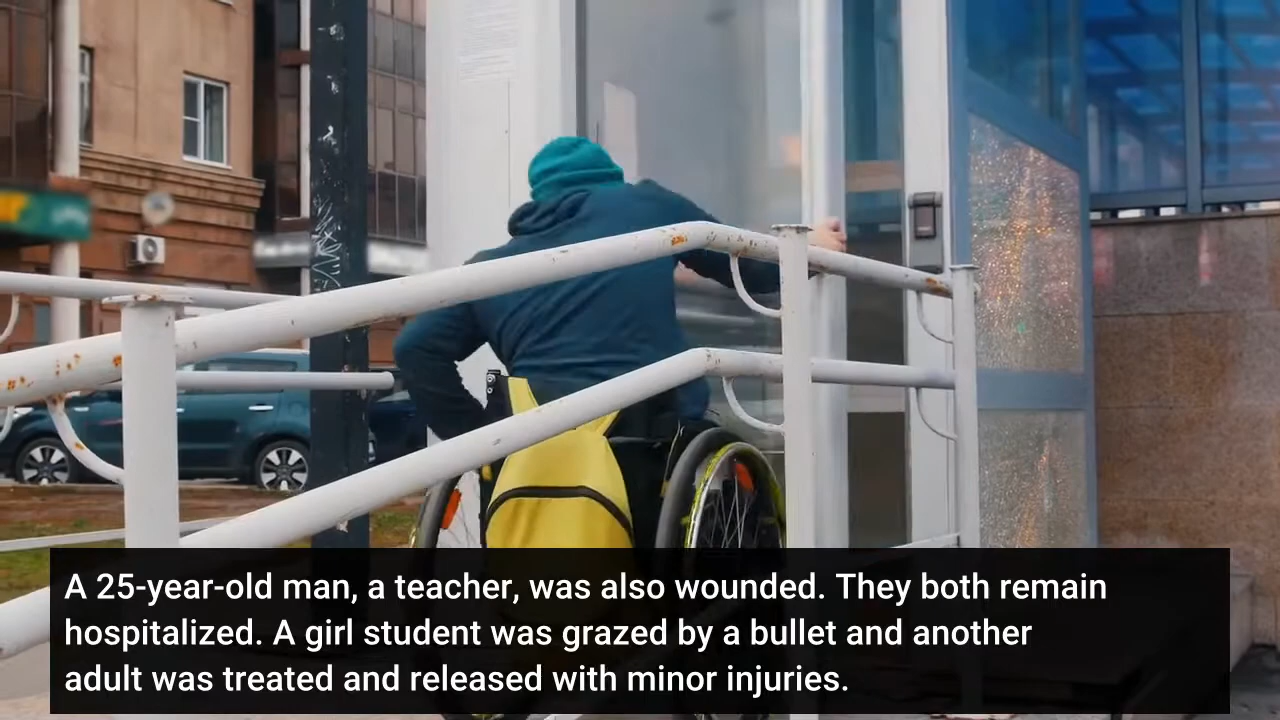 A 25-year-old man, a teacher, was also wounded. They both remain
hospitalized. A girl student was grazed by a bullet and another
adult was treated and released with minor injuries.